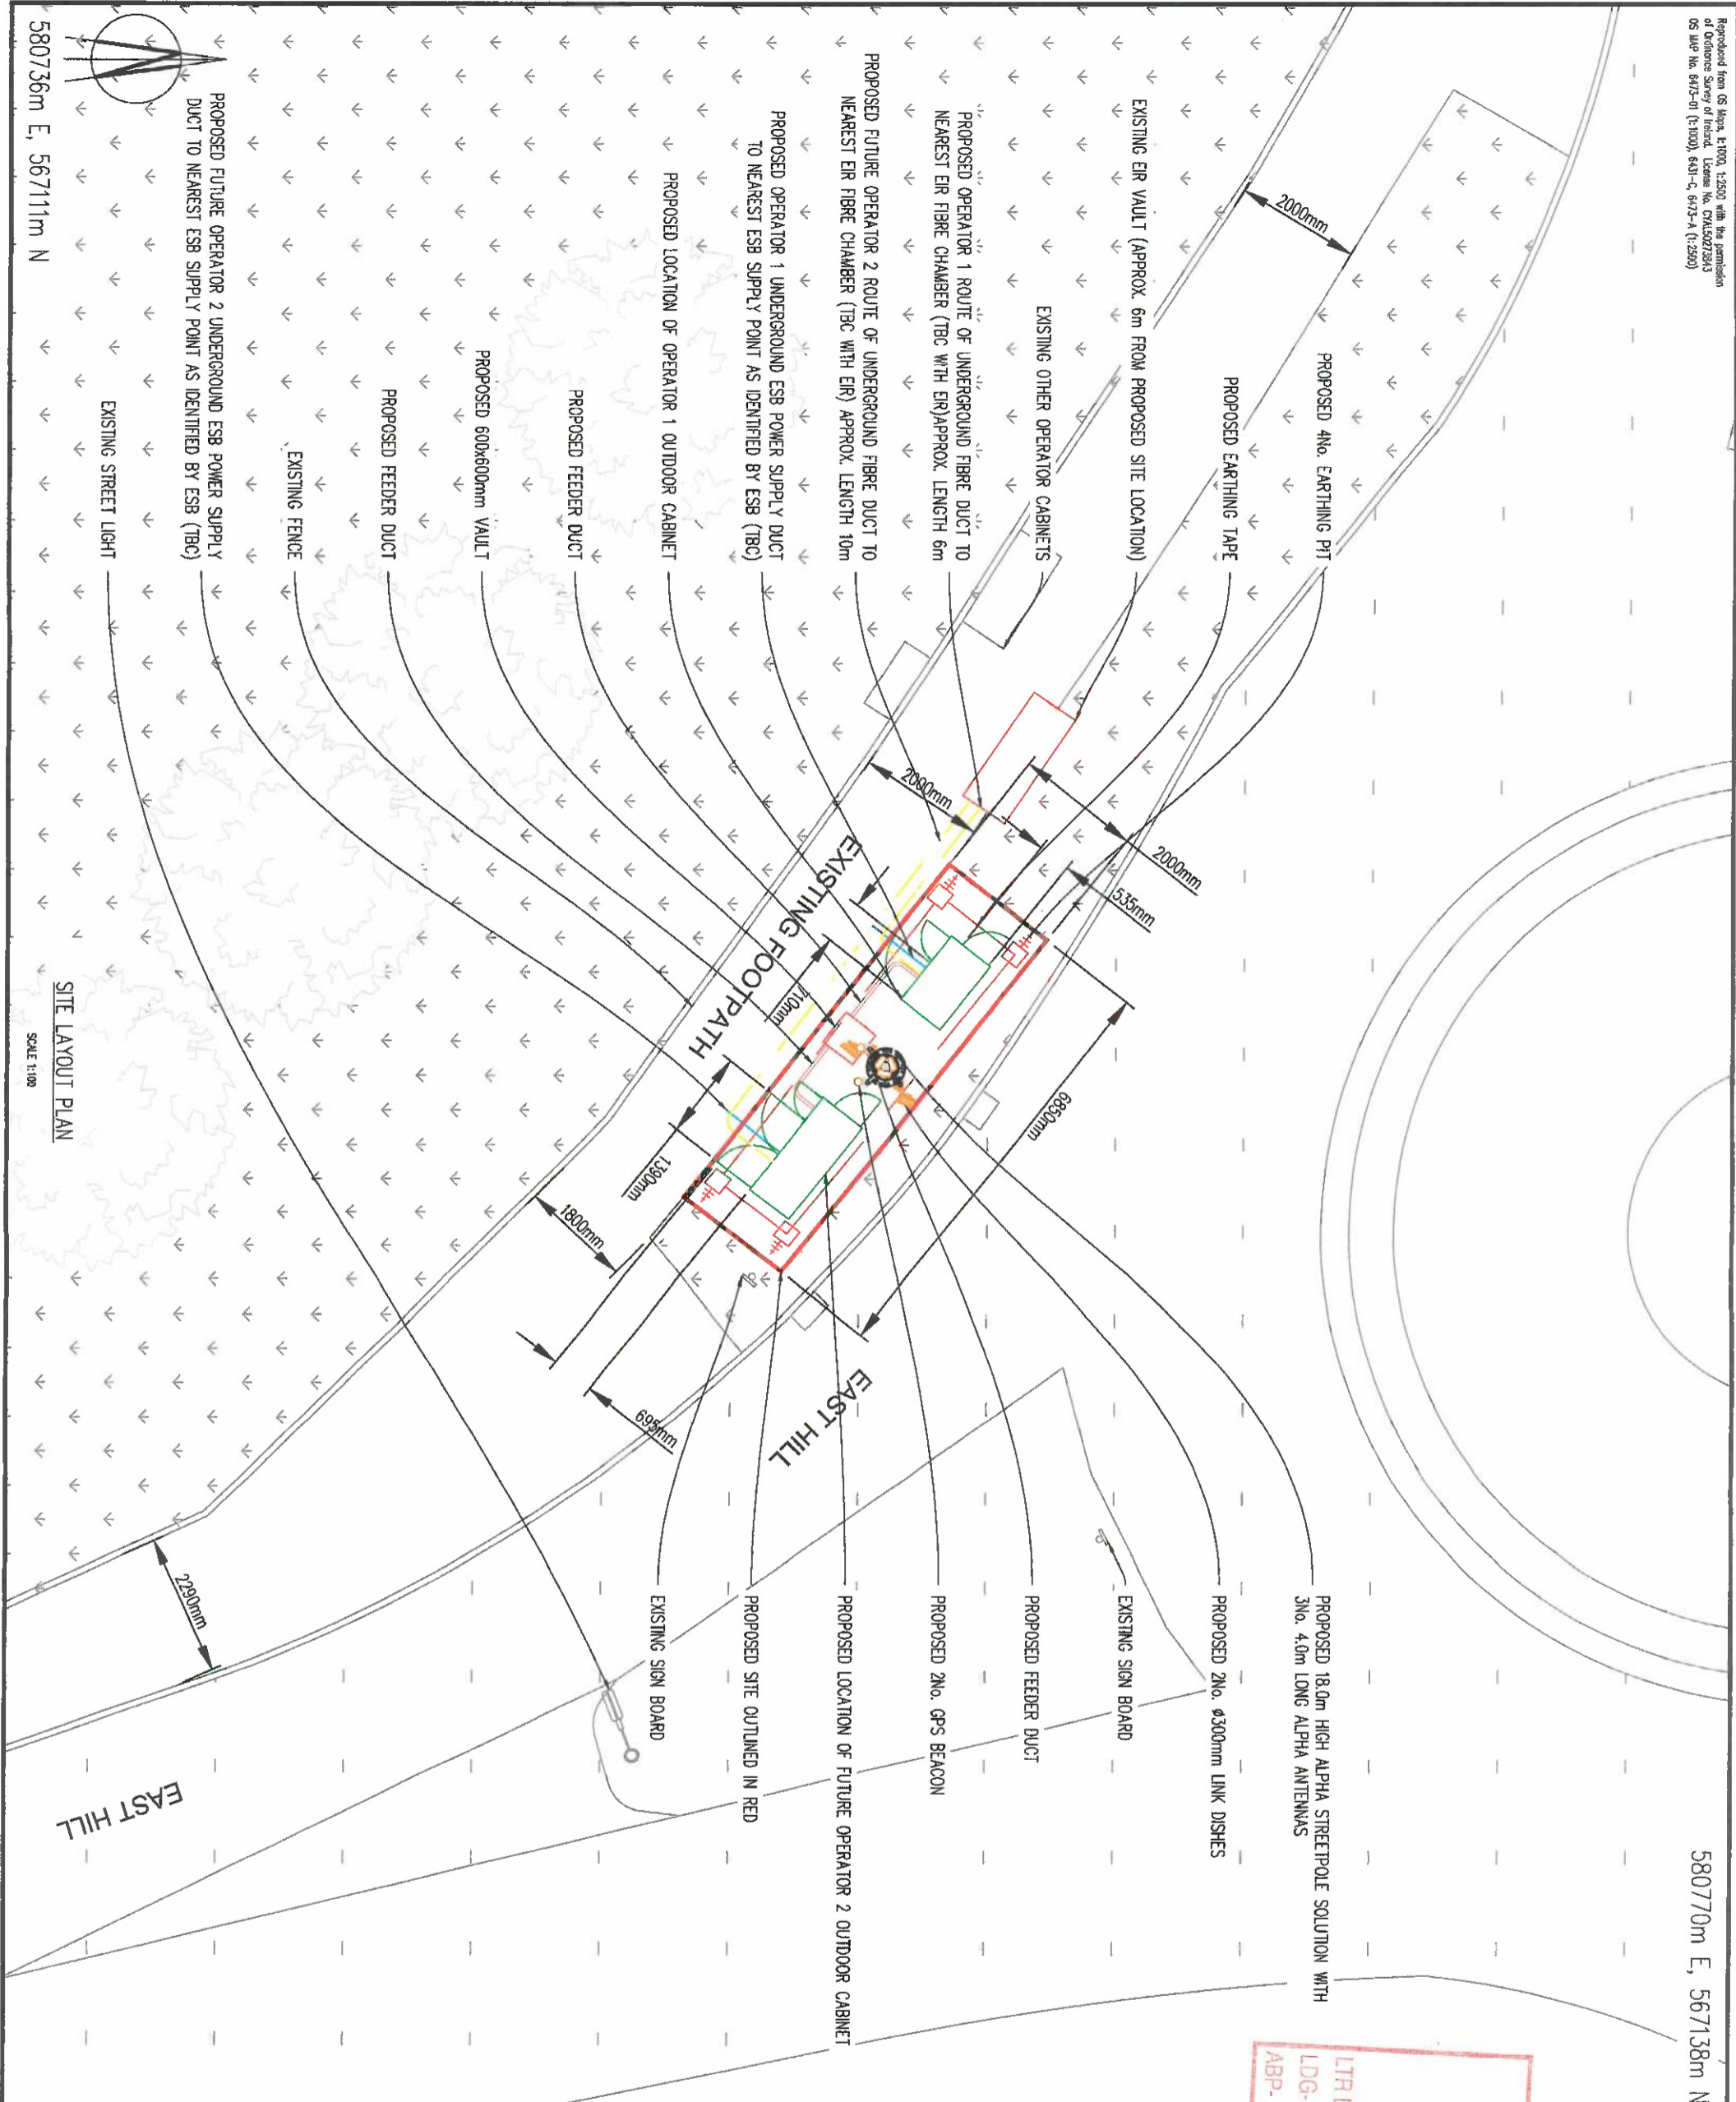 Reproduced from OS Maps, 1:1000, 1:2500 with the permission
of Ordinance Survey of Ireland. License No. CYAL50273843
OS MAP No. 6473-01 (1:1000), 6431-C, 6473-A (1:2500)
580770m E, 567138m N
PROPOSED 4No. EARTHING PIT
PROPOSED EARTHING TAPE
EXISTING EIR VAULT (APPROX. 6m FROM PROPOSED SITE LOCATION)
EXISTING OTHER OPERATOR CABINETS
PROPOSED OPERATOR 1 ROUTE OF UNDERGROUND FIBRE DUCT TO
NEAREST EIR FIBRE CHAMBER (TBC WITH EIR)APPROX. LENGTH 6m
PROPOSED FUTURE OPERATOR 2 ROUTE OF UNDERGROUND FIBRE DUCT TO
NEAREST EIR FIBRE CHAMBER (TBC WITH EIR) APPROX. LENGTH 10m
PROPOSED OPERATOR 1 UNDERGROUND ESB POWER SUPPLY DUCT
TO NEAREST ESB SUPPLY POINT AS IDENTIFIED BY ESB (TBC)
PROPOSED LOCATION OF OPERATOR 1 OUTDOOR CABINET
PROPOSED FEEDER DUCT
PROPOSED 600x600mm VAULT
PROPOSED FEEDER DUCT
EXISTING FENCE
PROPOSED FUTURE OPERATOR 2 UNDERGROUND ESB POWER SUPPLY
DUCT TO NEAREST ESB SUPPLY POINT AS IDENTIFIED BY ESB (TBC)
EXISTING STREET LIGHT
580736m E, 567111m N
2000mm
2000mm
2000mm
535mm
710mm
6850mm
1390mm
1800mm
695mm
2290mm
EXISTING FOOTPATH
EAST HILL
EAST HILL
PROPOSED 18.0m HIGH ALPHA STREETPOLE SOLUTION WITH
3No. 4.0m LONG ALPHA ANTENNAS
PROPOSED 2No. Ø300mm LINK DISHES
EXISTING SIGN BOARD
PROPOSED FEEDER DUCT
PROPOSED 2No. GPS BEACON
PROPOSED LOCATION OF FUTURE OPERATOR 2 OUTDOOR CABINET
PROPOSED SITE OUTLINED IN RED
EXISTING SIGN BOARD
SITE LAYOUT PLAN
SCALE 1:100
LTR
LDG-
ABP-